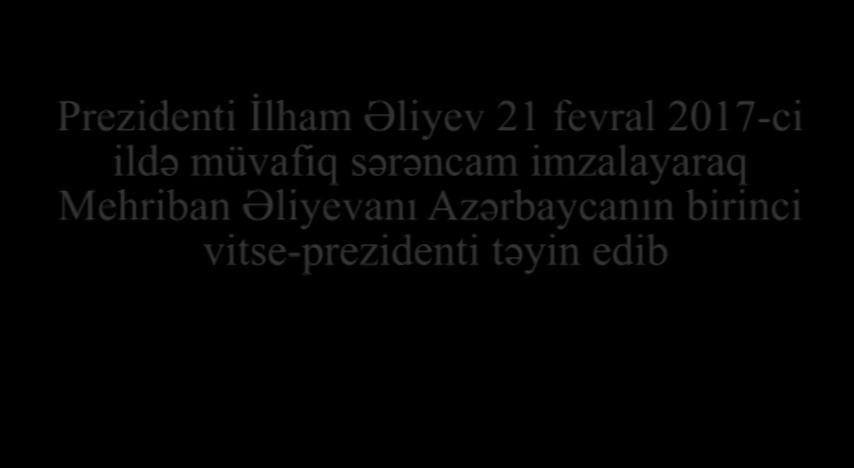 Prezidenti İlham Əliyev 21 fevral 2017-ci
ildə müvafiq sərəncam imzalayaraq
Mehriban Əliyevanı Azərbaycanın birinci
vitse-prezidenti təyin edib